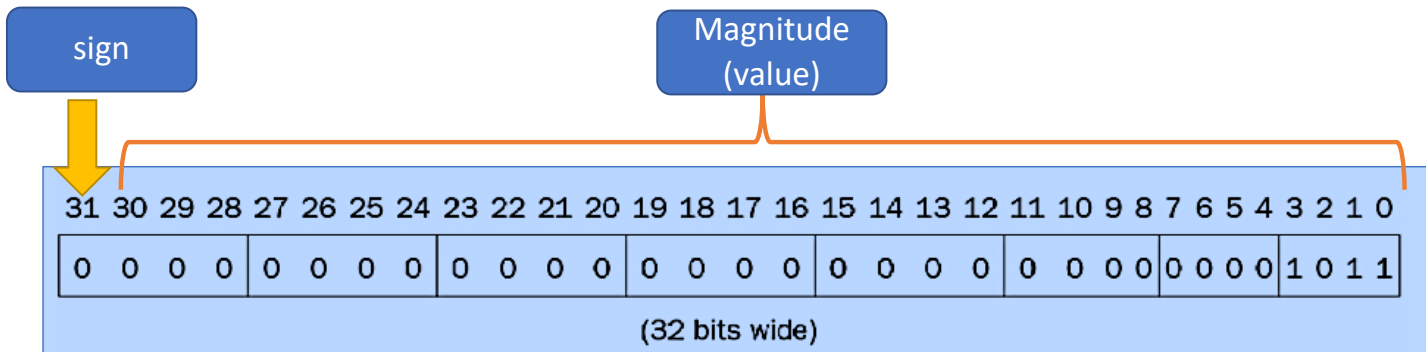 sign
Magnitude
(value)
31 30 29 28 27 26 25 24 23 22 21 20 19 18 17 16 15 14 13 12 11 10 9 8 7 6 5 4 3 2 1 0
0 0 0 0 0 0 0 0 0 0 0 0 0 0 0 0 0 0 0 0 0 0 0 0 0 0 0 0 1 0 1 1
(32 bits wide)